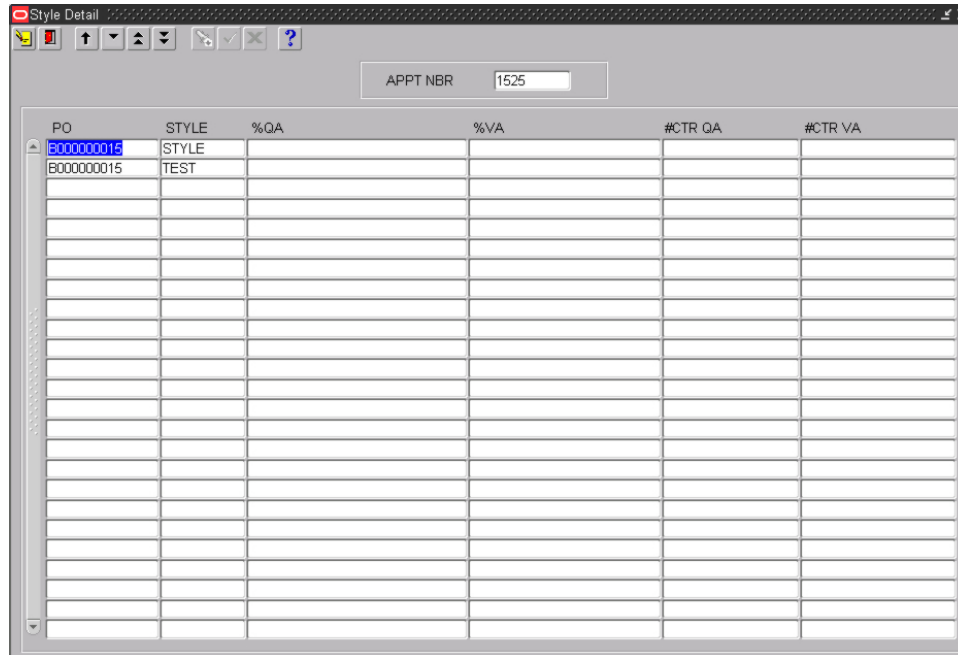 Style Detail
?
APPT NBR 1525
PO STYLE %QA %VA #CTR QA #CTR VA
B000000015 STYLE
B000000015 TEST